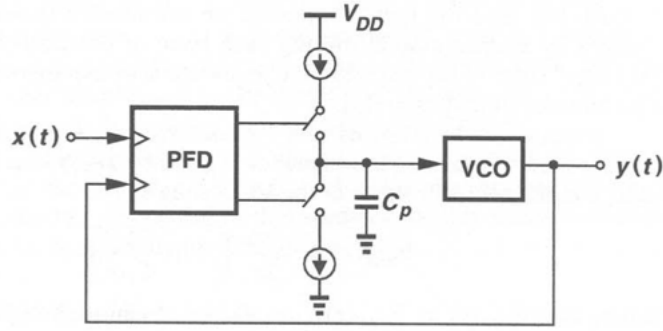 V_DD
x(t)
PFD
VCO
y(t)
C_p